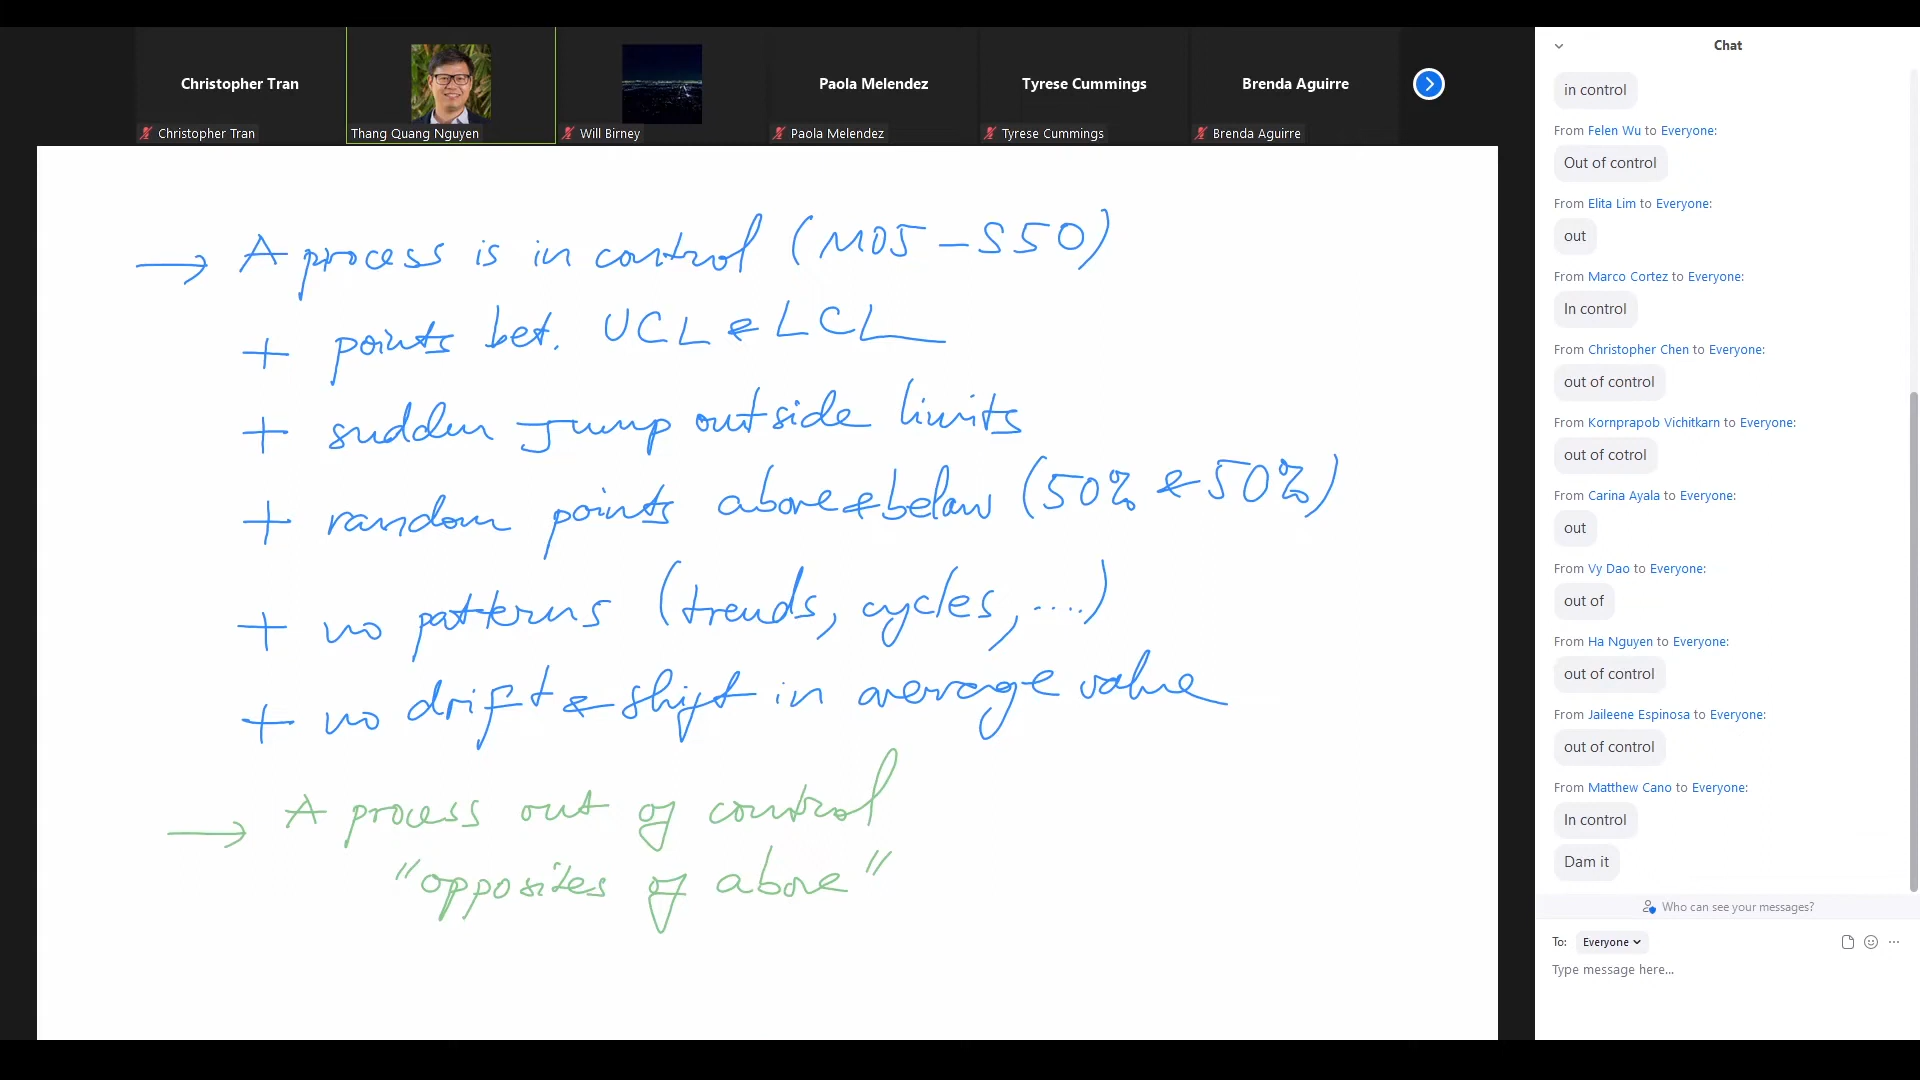 Christopher Tran
Christopher Tran
Thang Quang Nguyen
Will Birney
Paola Melendez
Paola Melendez
Tyrese Cummings
Tyrese Cummings
Brenda Aguirre
Brenda Aguirre
→ A process is in control (M05 – S50)
+ points bet. UCL & LCL
+ sudden jump outside limits
+ random points above & below (50% & 50%)
+ no patterns (trends, cycles, ....)
+ no drift & shift in average value
→ A process out of control
"opposites of above"
Chat
in control
From Felen Wu to Everyone:
Out of control
From Elita Lim to Everyone:
out
From Marco Cortez to Everyone:
In control
From Christopher Chen to Everyone:
out of control
From Kornprapob Vichitkarn to Everyone:
out of cotrol
From Carina Ayala to Everyone:
out
From Vy Dao to Everyone:
out of
From Ha Nguyen to Everyone:
out of control
From Jaileene Espinosa to Everyone:
out of control
From Matthew Cano to Everyone:
In control
Dam it
Who can see your messages?
To: Everyone
Type message here...